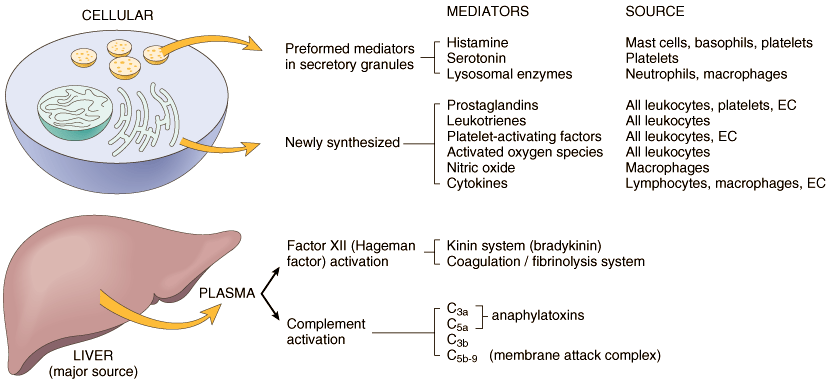 CELLULAR
MEDIATORS
SOURCE
Preformed mediators
in secretory granules
Histamine
Mast cells, basophils, platelets
Serotonin
Platelets
Lysosomal enzymes
Neutrophils, macrophages
Newly synthesized
Prostaglandins
All leukocytes, platelets, EC
Leukotrienes
All leukocytes
Platelet-activating factors
All leukocytes, EC
Activated oxygen species
All leukocytes
Nitric oxide
Macrophages
Cytokines
Lymphocytes, macrophages, EC
LIVER
(major source)
PLASMA
Factor XII (Hageman
factor) activation
Kinin system (bradykinin)
Coagulation / fibrinolysis system
Complement
activation
C3a
C5a
anaphylatoxins
C3b
C5b-9 (membrane attack complex)